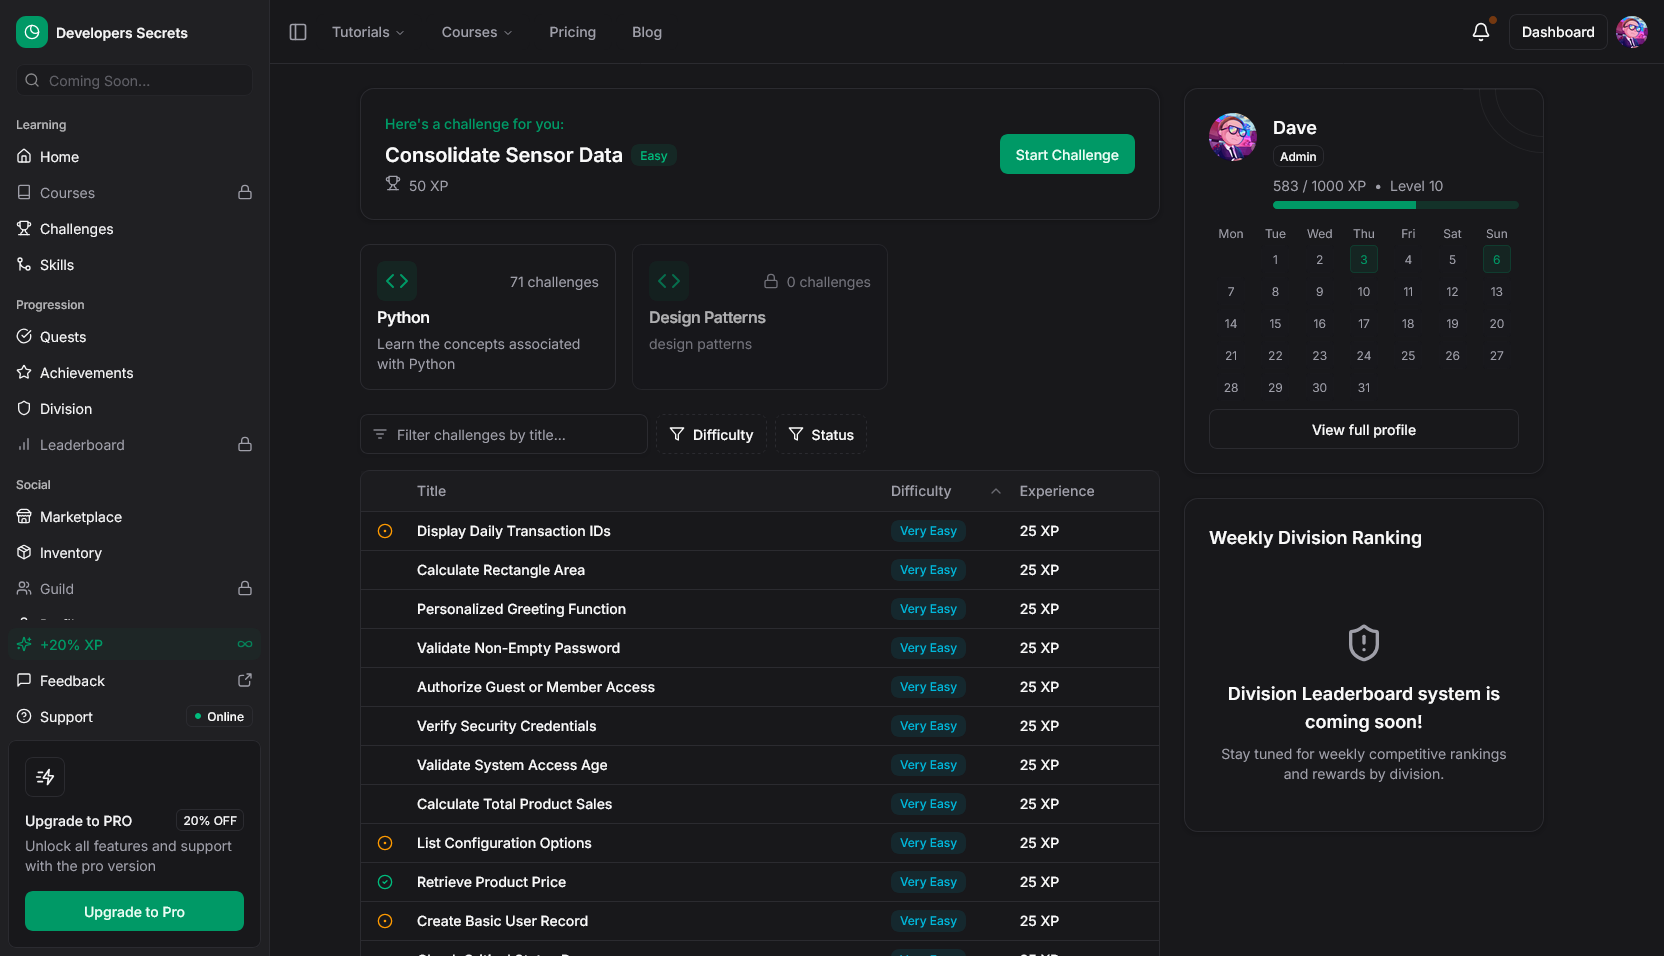 Developers Secrets
Coming Soon...
Learning
Home
Courses
Challenges
Skills
Progression
Quests
Achievements
Division
Leaderboard
Social
Marketplace
Inventory
Guild
+20% XP
Feedback
Support Online
Upgrade to PRO 20% OFF
Unlock all features and support
with the pro version
Upgrade to Pro
Tutorials Courses Pricing Blog
Dashboard
Here's a challenge for you:
Consolidate Sensor Data Easy
50 XP
Start Challenge
71 challenges
Python
Learn the concepts associated
with Python
0 challenges
Design Patterns
design patterns
Filter challenges by title... Difficulty Status
Title Difficulty Experience
Display Daily Transaction IDs Very Easy 25 XP
Calculate Rectangle Area Very Easy 25 XP
Personalized Greeting Function Very Easy 25 XP
Validate Non-Empty Password Very Easy 25 XP
Authorize Guest or Member Access Very Easy 25 XP
Verify Security Credentials Very Easy 25 XP
Validate System Access Age Very Easy 25 XP
Calculate Total Product Sales Very Easy 25 XP
List Configuration Options Very Easy 25 XP
Retrieve Product Price Very Easy 25 XP
Create Basic User Record Very Easy 25 XP
Dave
Admin
583 / 1000 XP • Level 10
Mon Tue Wed Thu Fri Sat Sun
1 2 3 4 5 6
7 8 9 10 11 12 13
14 15 16 17 18 19 20
21 22 23 24 25 26 27
28 29 30 31
View full profile
Weekly Division Ranking
Division Leaderboard system is
coming soon!
Stay tuned for weekly competitive rankings
and rewards by division.